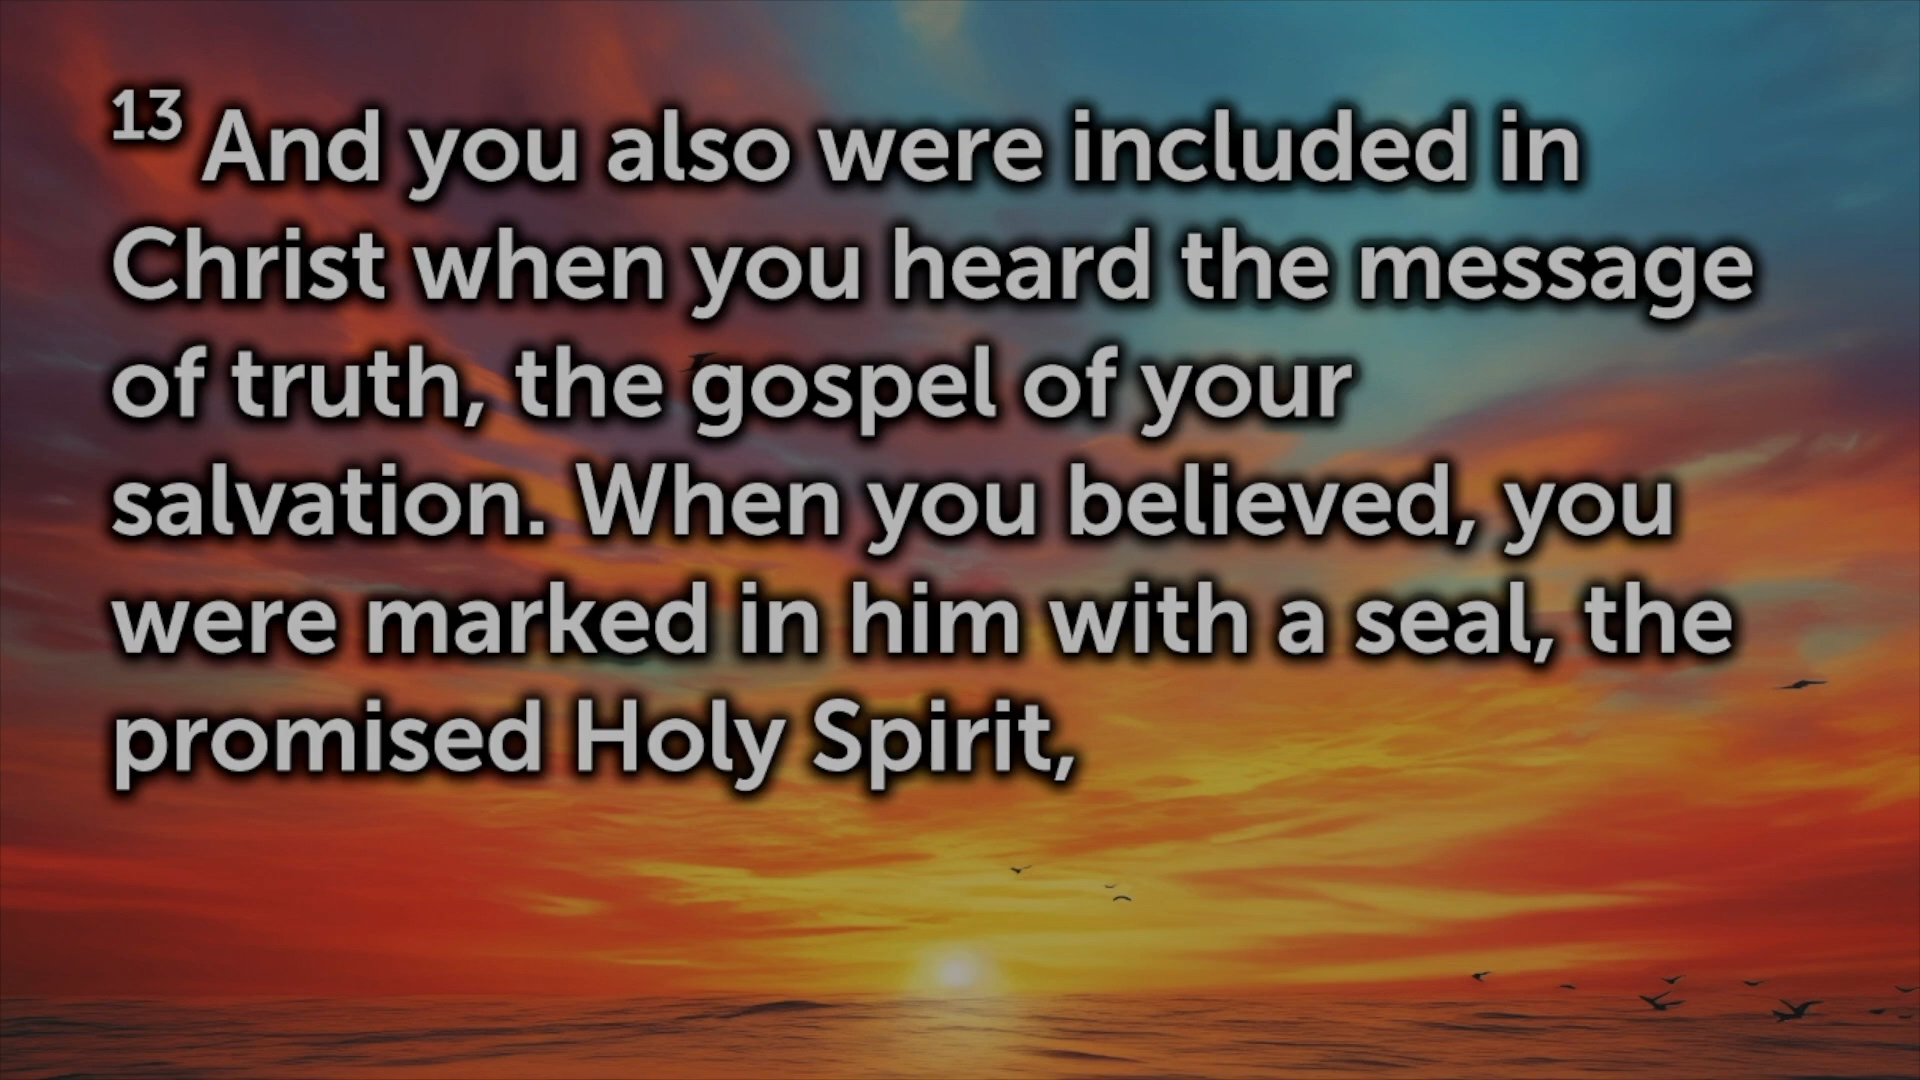 13 And you also were included in
Christ when you heard the message
of truth, the gospel of your
salvation. When you believed, you
were marked in him with a seal, the
promised Holy Spirit,